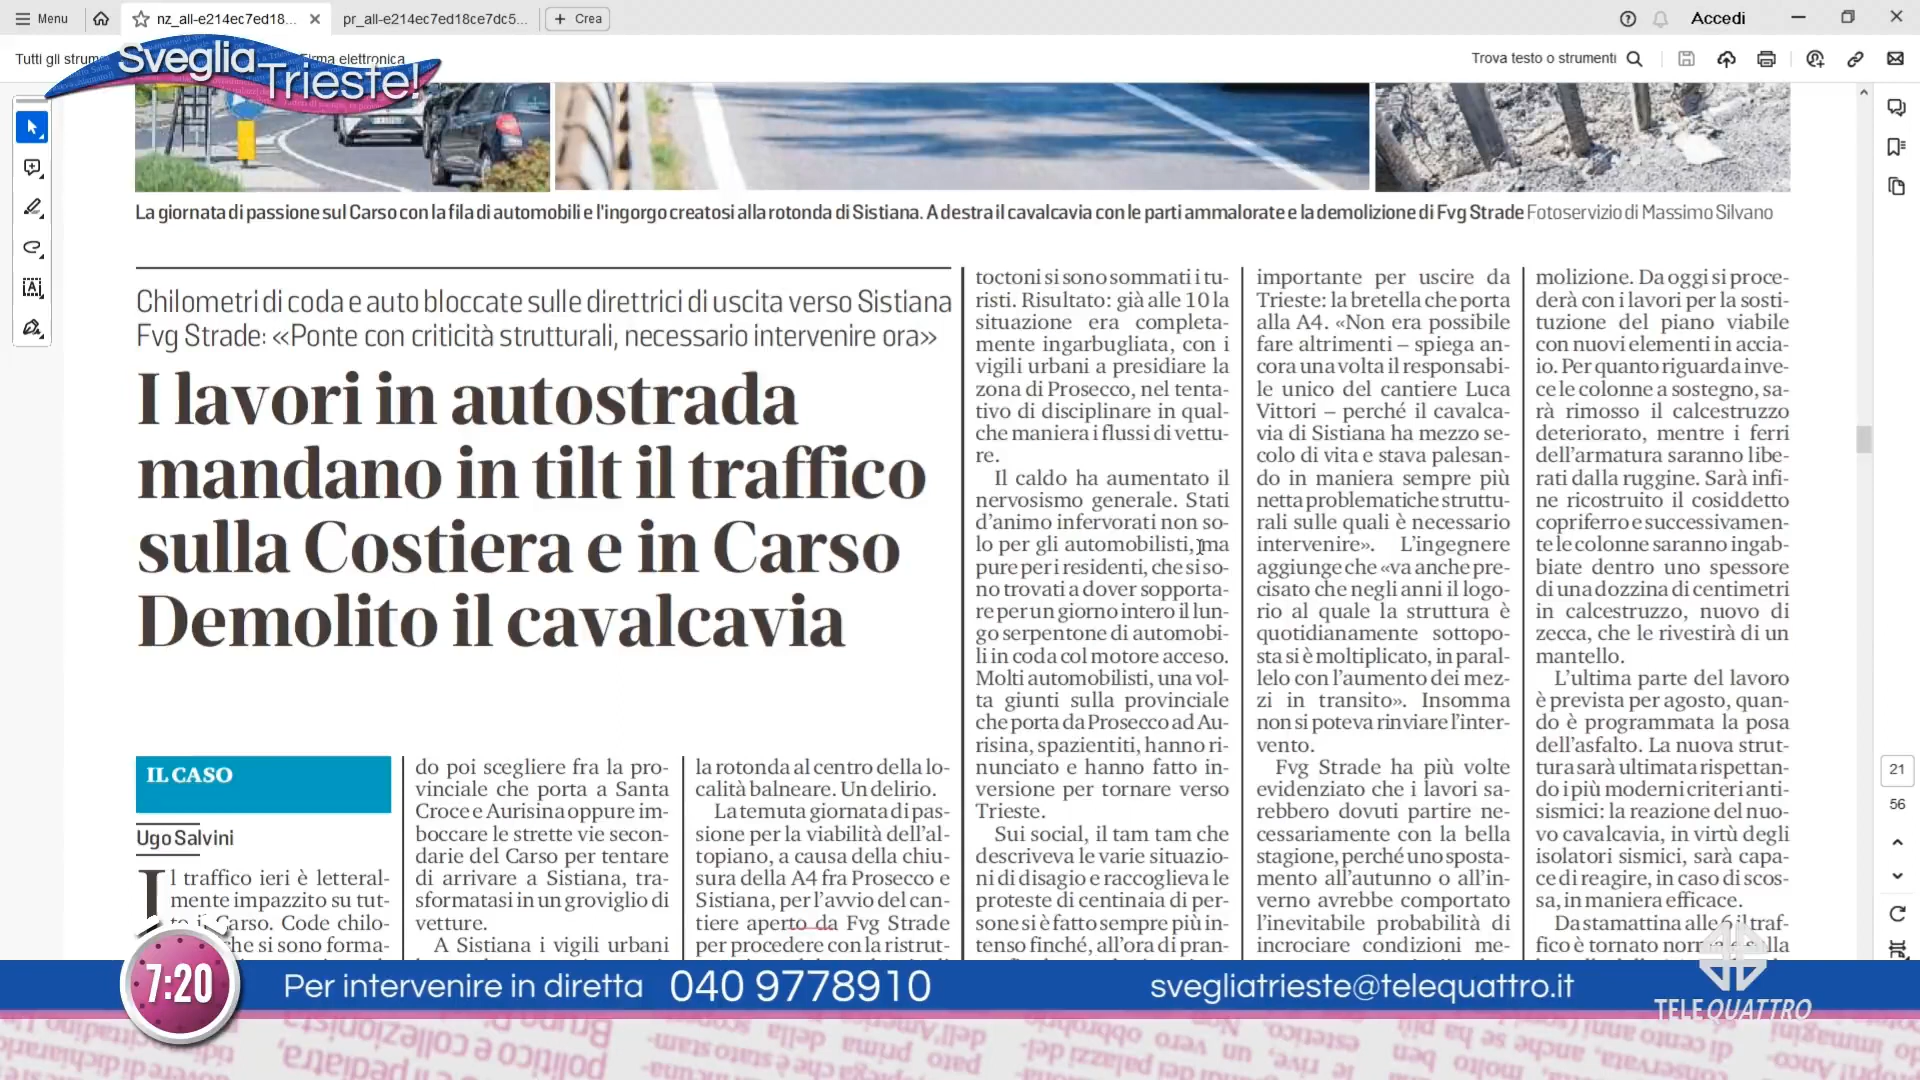 Menu
nz_all-e214ec7ed18...
pr_all-e214ec7ed18ce7dc5...
Crea
Accedi
Tutti gli strum
Firma elettronica
Trova testo o strumenti
Sveglia
Trieste!
La giornata di passione sul Carso con la fila di automobili e l'ingorgo creatosi alla rotonda di Sistiana. A destra il cavalcavia con le parti ammalorate e la demolizione di Fvg Strade Fotoservizio di Massimo Silvano
Chilometri di coda e auto bloccate sulle direttrici di uscita verso Sistiana
Fvg Strade: «Ponte con criticità strutturali, necessario intervenire ora»
I lavori in autostrada
mandano in tilt il traffico
sulla Costiera e in Carso
Demolito il cavalcavia
IL CASO
Ugo Salvini
Il traffico ieri è letteral-
mente impazzito su tut-
to il Carso. Code chilo-
che si sono forma-
do poi scegliere fra la pro-
vinciale che porta a Santa
Croce e Aurisina oppure im-
boccare le strette vie secon-
darie del Carso per tentare
di arrivare a Sistiana, tra-
sformatasi in un groviglio di
vetture.
A Sistiana i vigili urbani
la rotonda al centro della lo-
calità balneare. Un delirio.
La temuta giornata di pas-
sione per la viabilità dell'al-
topiano, a causa della chiu-
sura della A4 fra Prosecco e
Sistiana, per l'avvio del can-
tiere aperto da Fvg Strade
per procedere con la ristrut-
toctoni si sono sommati i tu-
risti. Risultato: già alle 10 la
situazione era completa-
mente ingarbugliata, con i
vigili urbani a presidiare la
zona di Prosecco, nel tenta-
tivo di disciplinare in qual-
che maniera i flussi di vettu-
re.
Il caldo ha aumentato il
nervosismo generale. Stati
d'animo infervorati non so-
lo per gli automobilisti, ma
pure per i residenti, che si so-
no trovati a dover sopporta-
re per un giorno intero il lun-
go serpentone di automobi-
li in coda col motore acceso.
Molti automobilisti, una vol-
ta giunti sulla provinciale
che porta da Prosecco ad Au-
risina, spazientiti, hanno ri-
nunciato e hanno fatto in-
versione per tornare verso
Trieste.
Sui social, il tam tam che
descriveva le varie situazio-
ni di disagio e raccoglieva le
proteste di centinaia di per-
sone si è fatto sempre più in-
tenso finché, all'ora di pran-
importante per uscire da
Trieste: la bretella che porta
alla A4. «Non era possibile
fare altrimenti – spiega an-
cora una volta il responsabi-
le unico del cantiere Luca
Vittori – perché il cavalca-
via di Sistiana ha mezzo se-
colo di vita e stava palesan-
do in maniera sempre più
netta problematiche struttu-
rali sulle quali è necessario
intervenire». L'ingegnere
aggiunge che «va anche pre-
cisato che negli anni il logo-
rio al quale la struttura è
quotidianamente sottopo-
sta si è moltiplicato, in paral-
lelo con l'aumento dei mez-
zi in transito». Insomma
non si poteva rinviare l'inter-
vento.
Fvg Strade ha più volte
evidenziato che i lavori sa-
rebbero dovuti partire ne-
cessariamente con la bella
stagione, perché uno sposta-
mento all'autunno o all'in-
verno avrebbe comportato
l'inevitabile probabilità di
incrociare condizioni me-
molizione. Da oggi si proce-
derà con i lavori per la sosti-
tuzione del piano viabile
con nuovi elementi in accia-
io. Per quanto riguarda inve-
ce le colonne a sostegno, sa-
rà rimosso il calcestruzzo
deteriorato, mentre i ferri
dell'armatura saranno libe-
rati dalla ruggine. Sarà infi-
ne ricostruito il cosiddetto
copriferro e successivamen-
te le colonne saranno ingab-
biate dentro uno spessore
di una dozzina di centimetri
in calcestruzzo, nuovo di
zecca, che le rivestirà di un
mantello.
L'ultima parte del lavoro
è prevista per agosto, quan-
do è programmata la posa
dell'asfalto. La nuova strut-
tura sarà ultimata rispettan-
do i più moderni criteri anti-
sismici: la reazione del nuo-
vo cavalcavia, in virtù degli
isolatori sismici, sarà capa-
ce di reagire, in caso di scos-
sa, in maniera efficace.
Da stamattina alle 6 il traf-
fico è tornato
21
56
7:20
Per intervenire in diretta 040 9778910
svegliatrieste@telequattro.it
TELEQUATTRO